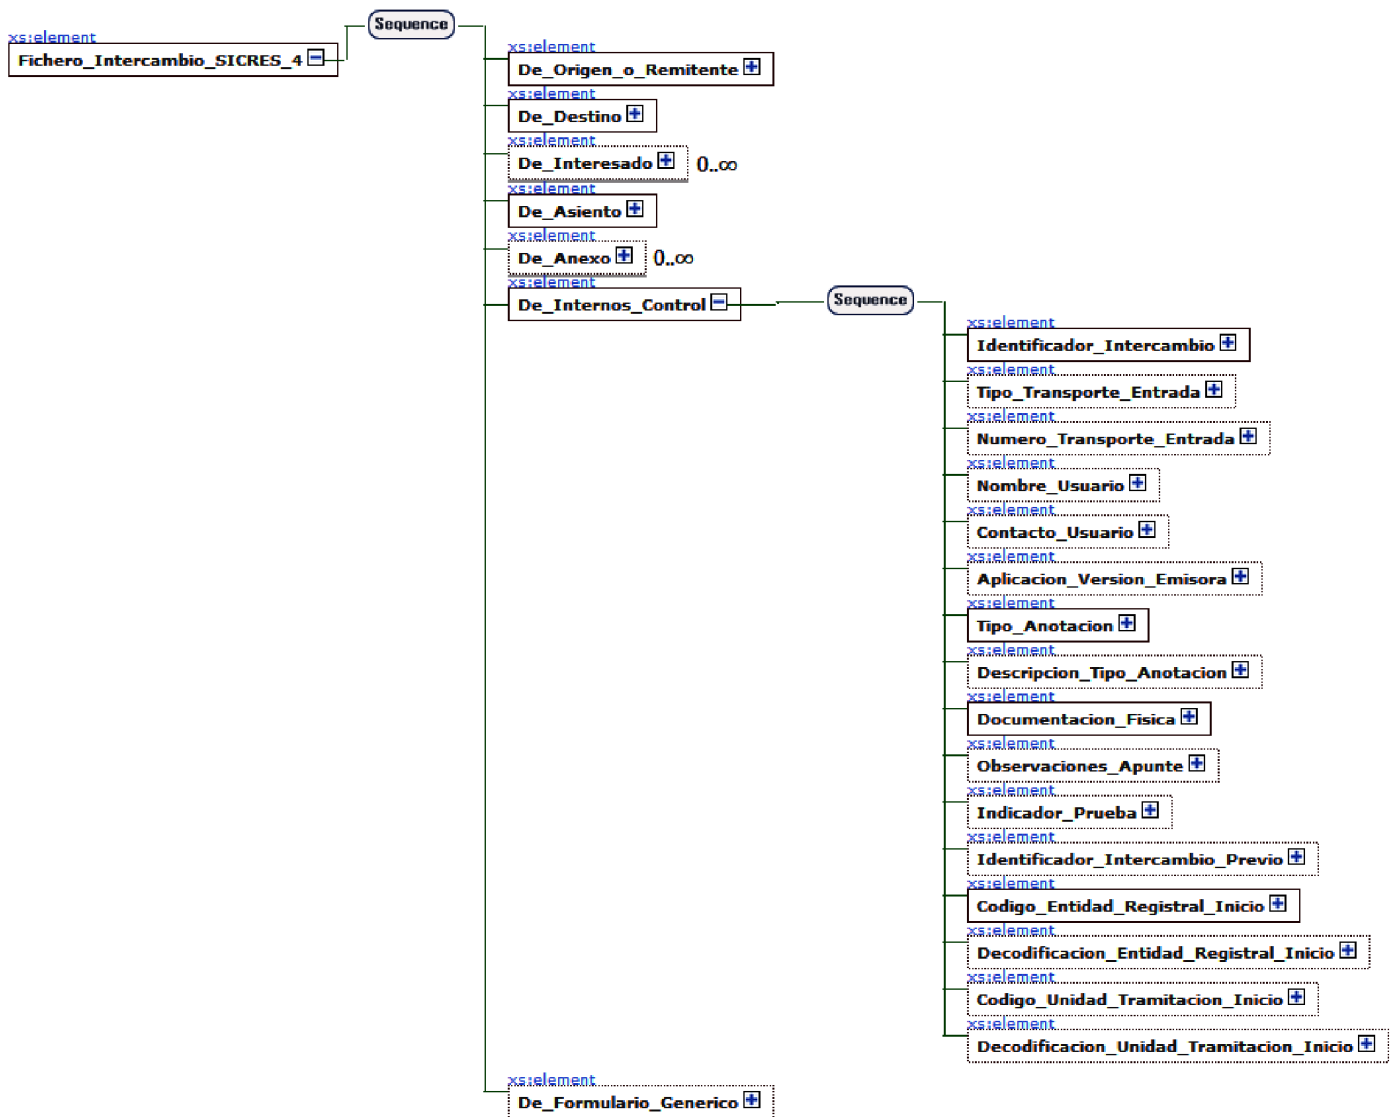 Sequence
xs:element
Fichero_Intercambio_SICRES_4
xs:element
De_Origen_o_Remitente
xs:element
De_Destino
xs:element
De_Interesado 0..∞
xs:element
De_Asiento
xs:element
De_Anexo 0..∞
xs:element
De_Internos_Control
Sequence
xs:element
Identificador_Intercambio
xs:element
Tipo_Transporte_Entrada
xs:element
Numero_Transporte_Entrada
xs:element
Nombre_Usuario
xs:element
Contacto_Usuario
xs:element
Aplicacion_Version_Emisora
xs:element
Tipo_Anotacion
xs:element
Descripcion_Tipo_Anotacion
xs:element
Documentacion_Fisica
xs:element
Observaciones_Apunte
xs:element
Indicador_Prueba
xs:element
Identificador_Intercambio_Previo
xs:element
Codigo_Entidad_Registral_Inicio
xs:element
Decodificacion_Entidad_Registral_Inicio
xs:element
Codigo_Unidad_Tramitacion_Inicio
xs:element
Decodificacion_Unidad_Tramitacion_Inicio
xs:element
De_Formulario_Generico